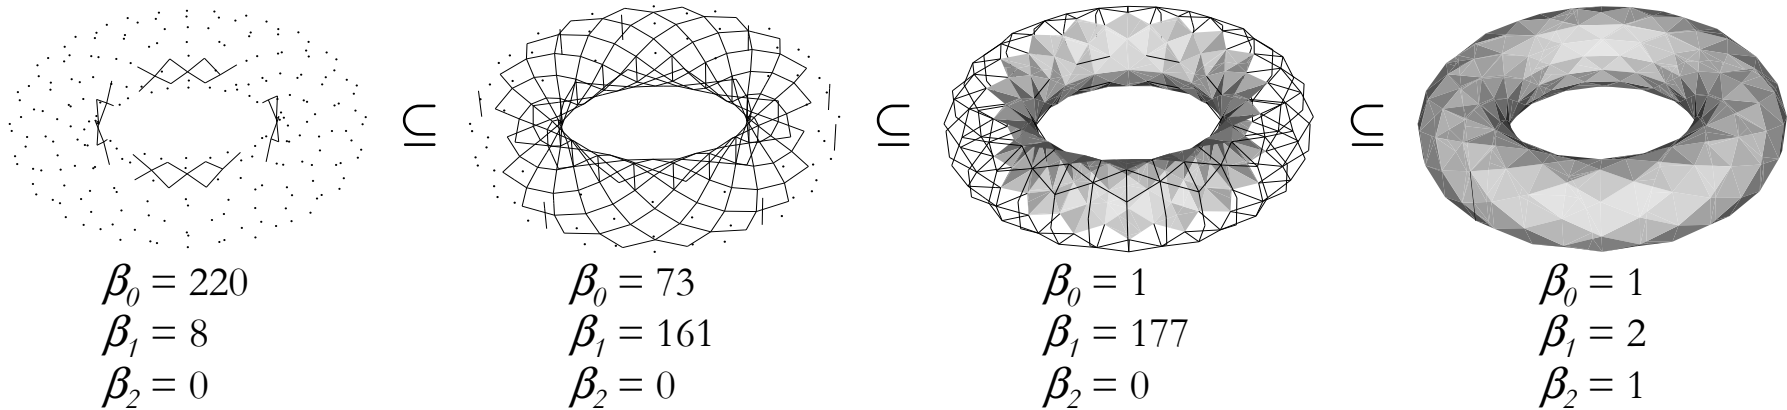 ⊆ ⊆ ⊆
β₀ = 220 β₀ = 73 β₀ = 1 β₀ = 1
β₁ = 8 β₁ = 161 β₁ = 177 β₁ = 2
β₂ = 0 β₂ = 0 β₂ = 0 β₂ = 1